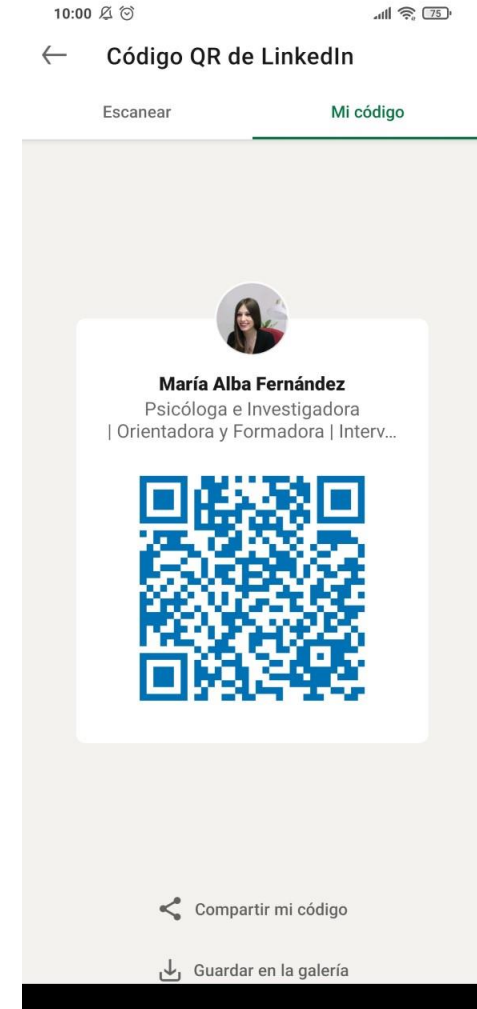 10:00
75
Código QR de LinkedIn
Escanear
Mi código
María Alba Fernández
Psicóloga e Investigadora
| Orientadora y Formadora | Interv...
Compartir mi código
Guardar en la galería